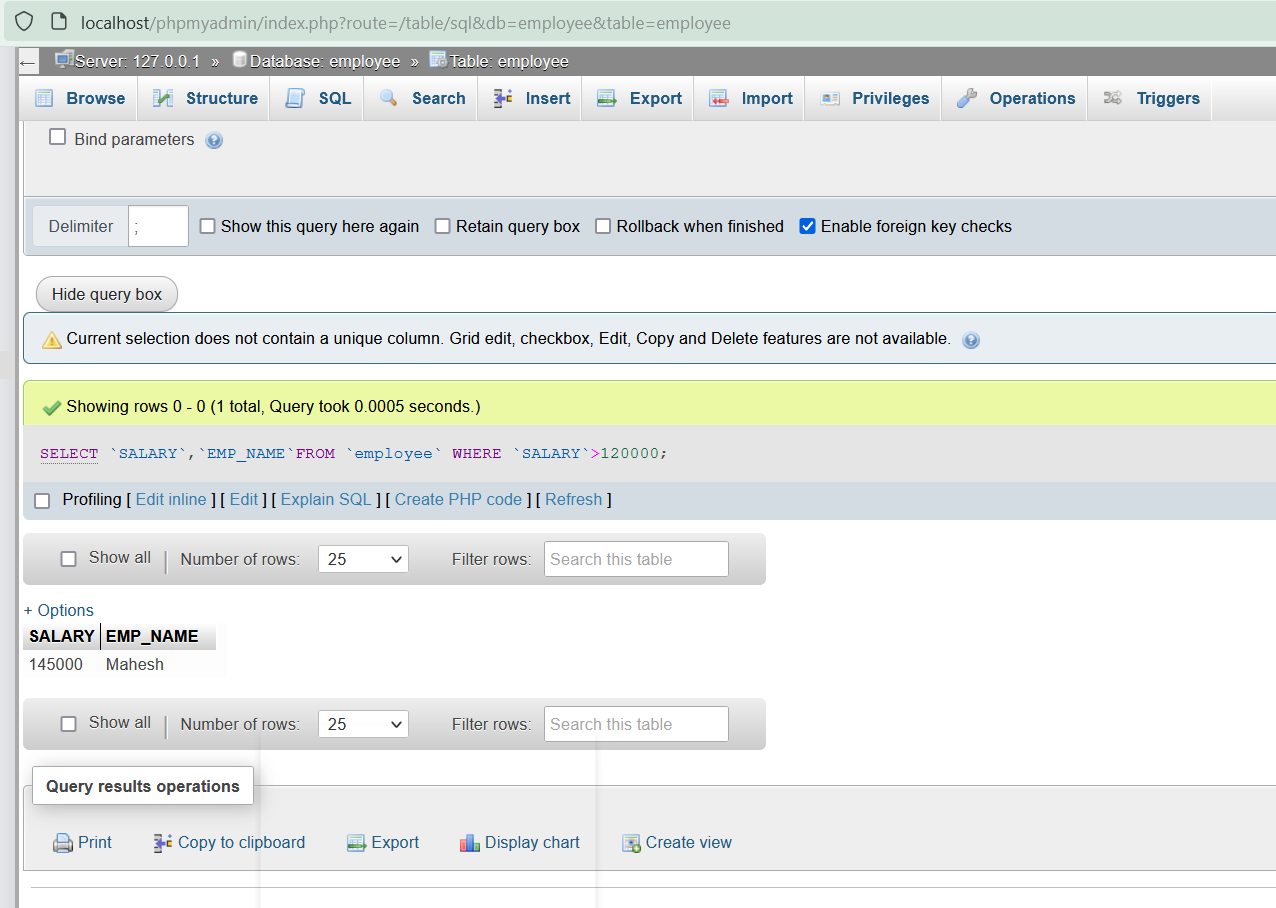 localhost/phpmyadmin/index.php?route=/table/sql&db=employee&table=employee
← Server: 127.0.0.1 » Database: employee » Table: employee
Browse Structure SQL Search Insert Export Import Privileges Operations Triggers
Bind parameters
Delimiter ; Show this query here again Retain query box Rollback when finished Enable foreign key checks
Hide query box
Current selection does not contain a unique column. Grid edit, checkbox, Edit, Copy and Delete features are not available.
Showing rows 0 - 0 (1 total, Query took 0.0005 seconds.)
SELECT `SALARY`,`EMP_NAME`FROM `employee` WHERE `SALARY`>120000;
Profiling [ Edit inline ] [ Edit ] [ Explain SQL ] [ Create PHP code ] [ Refresh ]
Show all | Number of rows: 25 Filter rows: Search this table
+ Options
SALARY EMP_NAME
145000 Mahesh
Show all | Number of rows: 25 Filter rows: Search this table
Query results operations
Print Copy to clipboard Export Display chart Create view